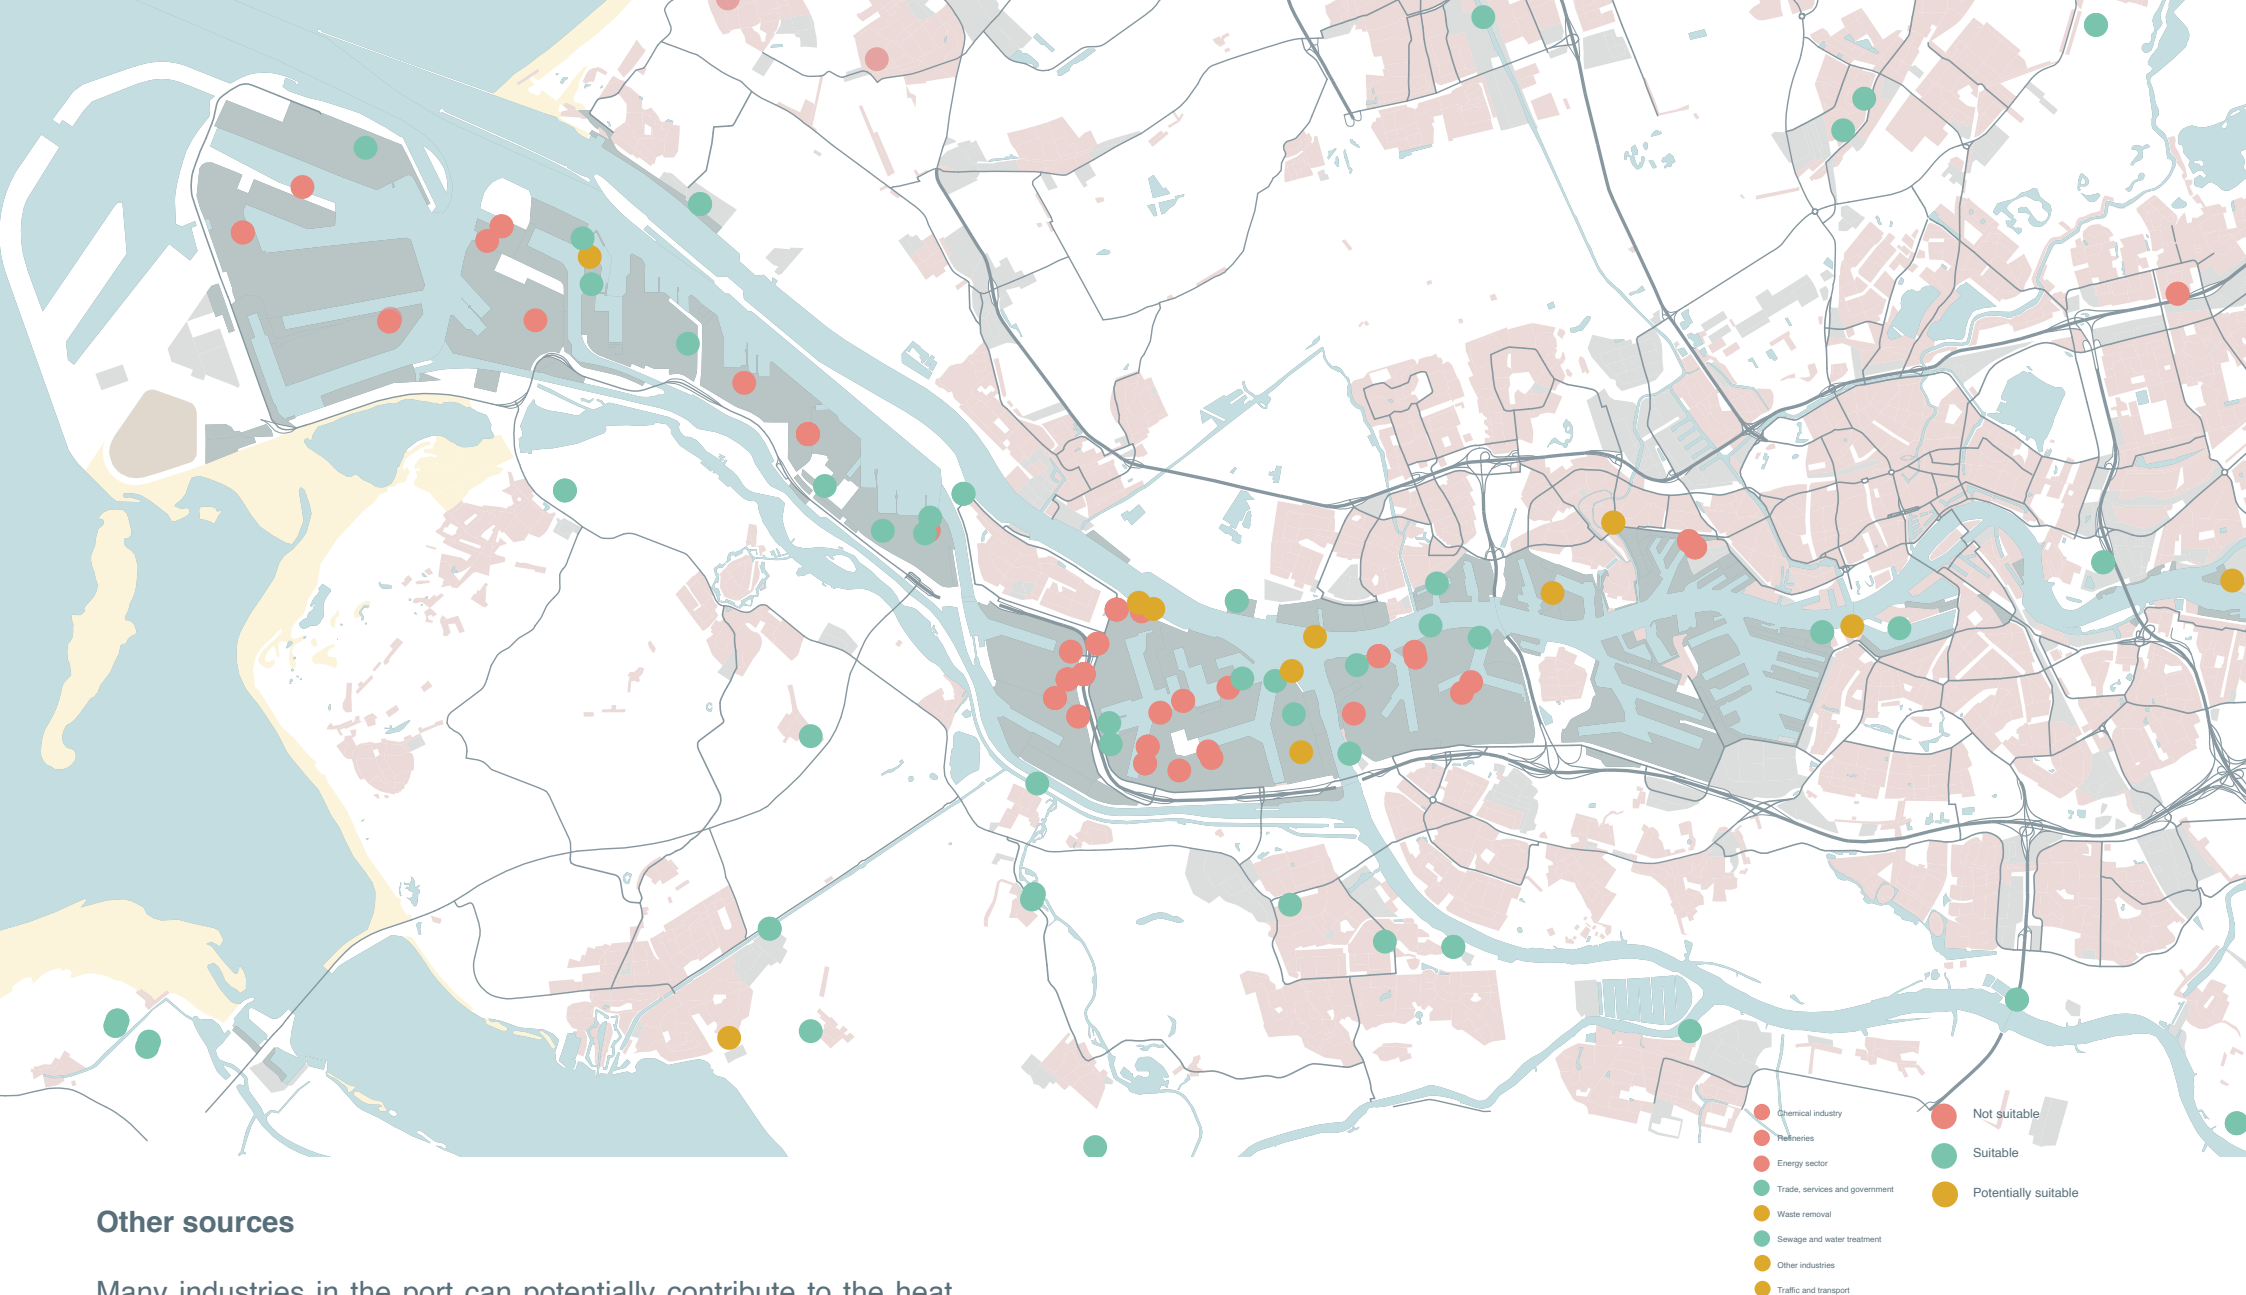 Chemical industry
Refineries
Energy sector
Trade, services and government
Waste removal
Sewage and water treatment
Other industries
Traffic and transport
Not suitable
Suitable
Potentially suitable
Other sources
Many industries in the port can potentially contribute to the heat